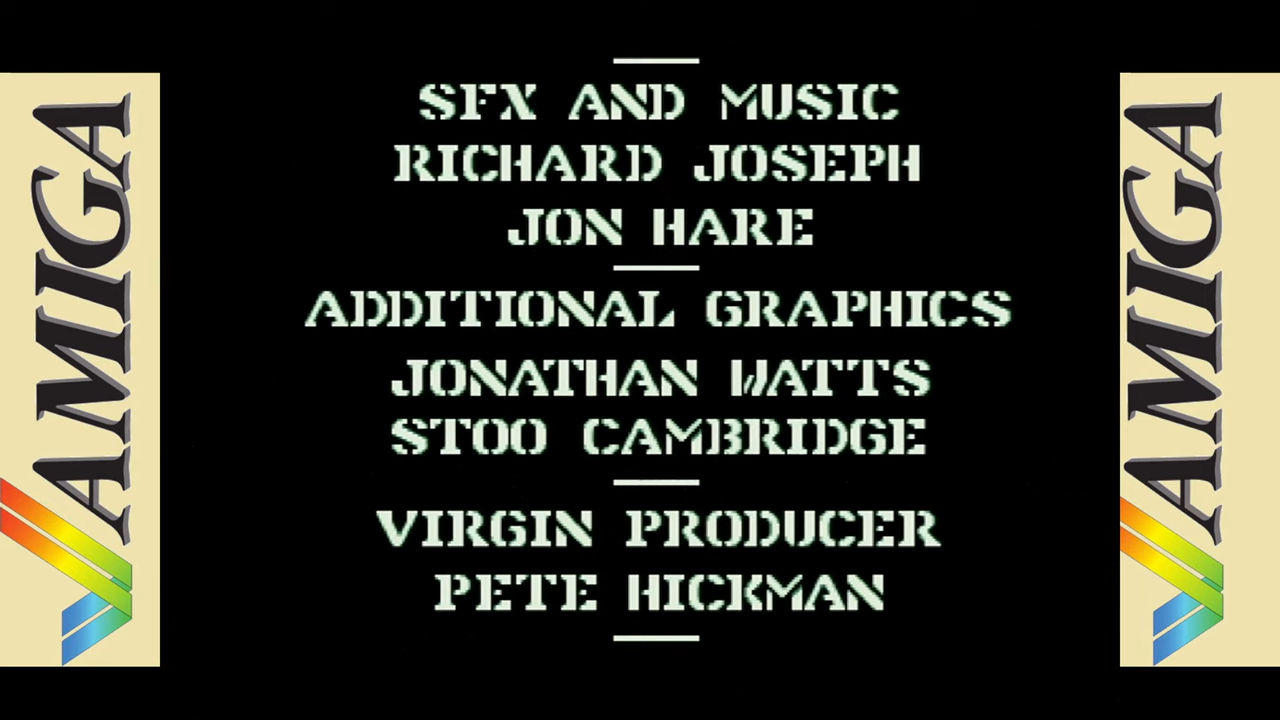 AMIGA
SFX AND MUSIC
RICHARD JOSEPH
JON HARE
ADDITIONAL GRAPHICS
JONATHAN WATTS
STOO CAMBRIDGE
VIRGIN PRODUCER
PETE HICKMAN
AMIGA